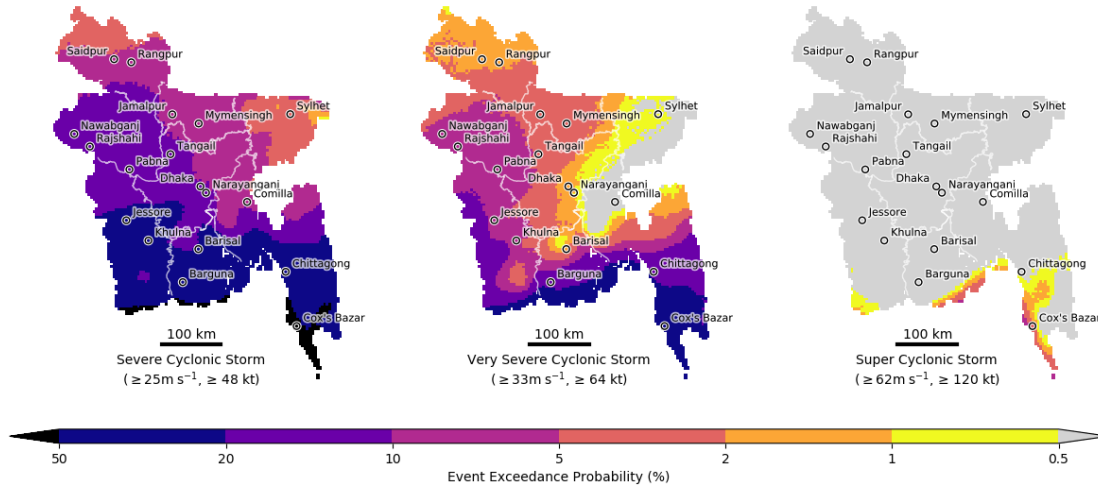 Saidpur
Rangpur
Jamalpur
Mymensingh
Sylhet
Nawabganj
Rajshahi
Tangail
Pabna
Dhaka
Narayanganj
Comilla
Jessore
Khulna
Barisal
Barguna
Chittagong
Cox's Bazar
100 km
Severe Cyclonic Storm
(≥25m s⁻¹, ≥ 48 kt)
Saidpur
Rangpur
Jamalpur
Mymensingh
Sylhet
Nawabganj
Rajshahi
Tangail
Pabna
Dhaka
Narayanganj
Comilla
Jessore
Khulna
Barisal
Barguna
Chittagong
Cox's Bazar
100 km
Very Severe Cyclonic Storm
(≥33m s⁻¹, ≥ 64 kt)
Saidpur
Rangpur
Jamalpur
Mymensingh
Sylhet
Nawabganj
Rajshahi
Tangail
Pabna
Dhaka
Narayanganj
Comilla
Jessore
Khulna
Barisal
Barguna
Chittagong
Cox's Bazar
100 km
Super Cyclonic Storm
(≥62m s⁻¹, ≥ 120 kt)
50 20 10 5 2 1 0.5
Event Exceedance Probability (%)